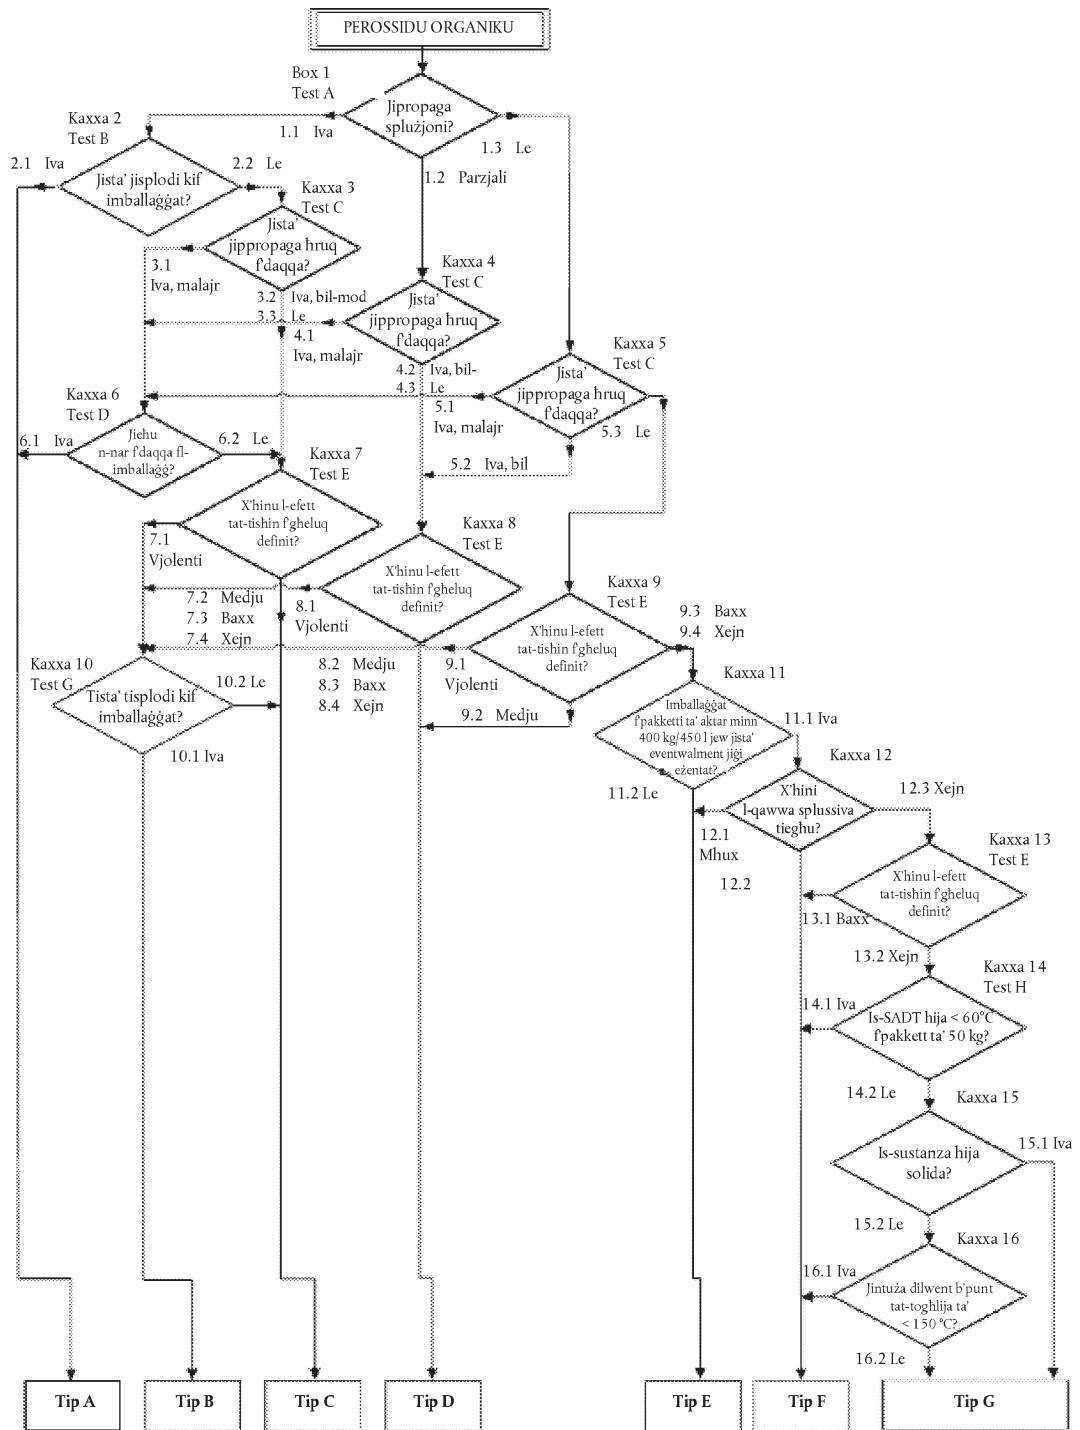 PEROSSIDU ORGANIKU
Box 1
Test A
Jipropaga
splużjoni?
1.1 Iva
1.2 Parzjali
1.3 Le
Kaxxa 2
Test B
Jista' jisplodi kif
imballaġġat?
2.1 Iva
2.2 Le
Kaxxa 3
Test C
Jista'
jippropaga ħruq
f'daqqa?
3.1
Iva, malajr
3.2 Iva, bil-mod
3.3 Le
Kaxxa 4
Test C
Jista'
jippropaga ħruq
f'daqqa?
4.1
Iva, malajr
4.2 Iva, bil-
4.3 Le
Kaxxa 5
Test C
Jista'
jippropaga ħruq
f'daqqa?
5.1
Iva, malajr
5.2 Iva, bil
5.3 Le
Kaxxa 6
Test D
Jieħu
n-nar f'daqqa fl-
imballaġġ?
6.1 Iva
6.2 Le
Kaxxa 7
Test E
X'hinu l-efett
tat-tishin f'għeluq
definit?
7.1
Vjolenti
7.2 Medju
7.3 Baxx
7.4 Xejn
Kaxxa 8
Test E
X'hinu l-efett
tat-tishin f'għeluq
definit?
8.1
Vjolenti
8.2 Medju
8.3 Baxx
8.4 Xejn
Kaxxa 9
Test E
X'hinu l-efett
tat-tishin f'għeluq
definit?
9.1
Vjolenti
9.2 Medju
9.3 Baxx
9.4 Xejn
Kaxxa 10
Test G
Tista' tisplodi kif
imballaġġat?
10.1 Iva
10.2 Le
Kaxxa 11
Imballaġġat
f'pakketti ta' aktar minn
400 kg/450 l jew jista'
eventwalment jiġi
eżentat?
11.1 Iva
11.2 Le
Kaxxa 12
X'hini
l-qawwa splussiva
tiegħu?
12.1
Mhux
12.2
12.3 Xejn
Kaxxa 13
Test E
X'hinu l-efett
tat-tishin f'għeluq
definit?
13.1 Baxx
13.2 Xejn
Kaxxa 14
Test H
Is-SADT hija < 60°C
f'pakkett ta' 50 kg?
14.1 Iva
14.2 Le
Kaxxa 15
Is-sustanza hija
solida?
15.1 Iva
15.2 Le
Kaxxa 16
Jintuża dilwent b'punt
tat-togħlija ta'
< 150 °C?
16.1 Iva
16.2 Le
Tip A
Tip B
Tip C
Tip D
Tip E
Tip F
Tip G